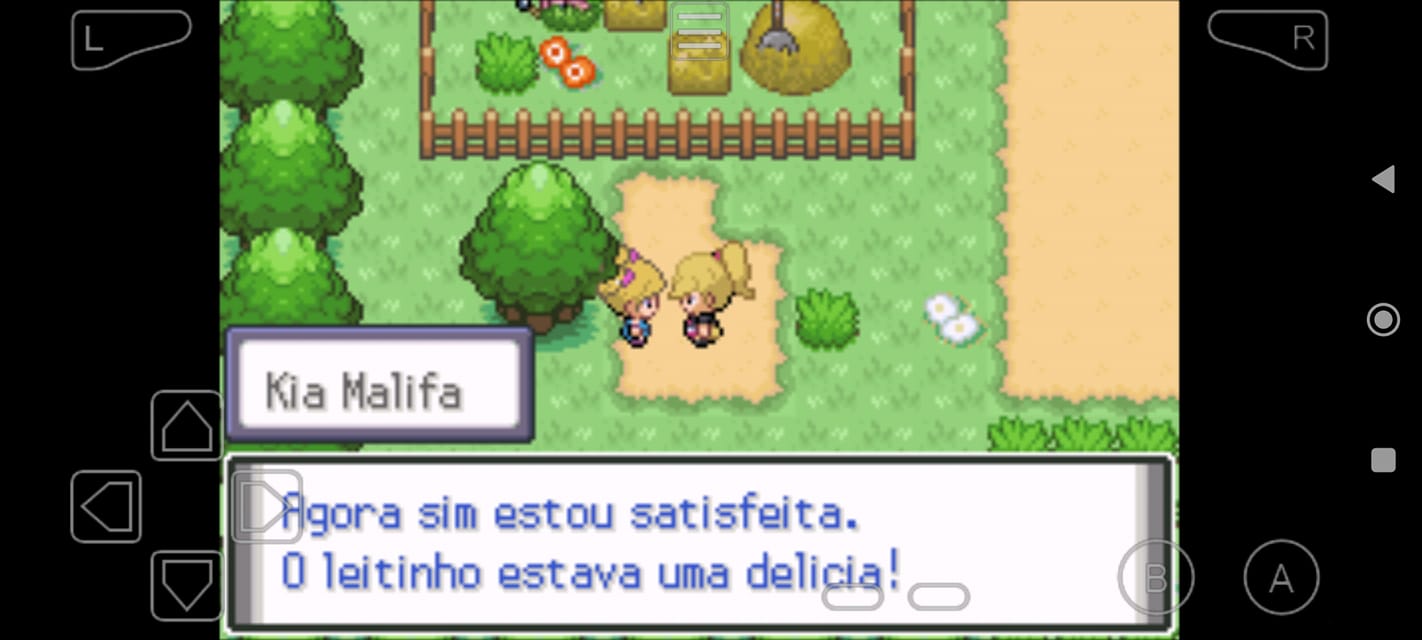 L
R
Kia Malifa
Agora sim estou satisfeita.
O leitinho estava uma delicia!
B
A